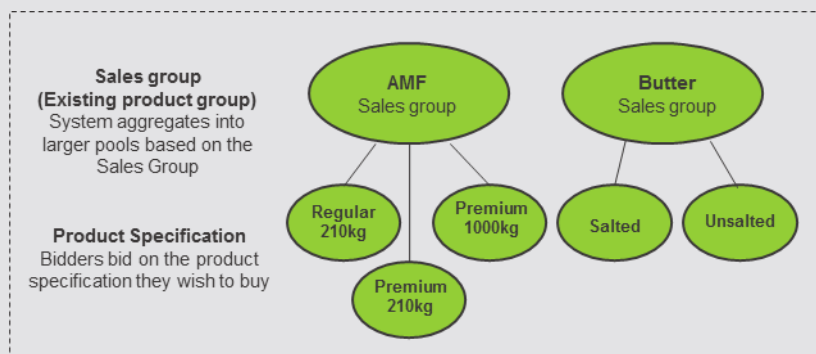 Sales group
(Existing product group)
System aggregates into
larger pools based on the
Sales Group
AMF
Sales group
Butter
Sales group
Regular
210kg
Premium
1000kg
Salted
Unsalted
Product Specification
Bidders bid on the product
specification they wish to buy
Premium
210kg